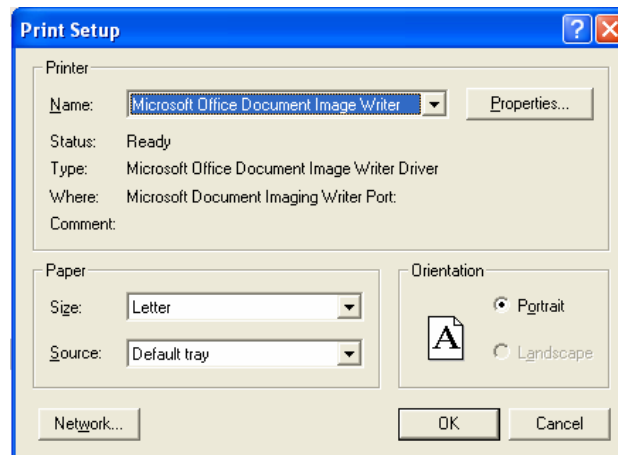 Print Setup
Printer
Name: Microsoft Office Document Image Writer Properties...
Status: Ready
Type: Microsoft Office Document Image Writer Driver
Where: Microsoft Document Imaging Writer Port:
Comment:
Paper
Size: Letter
Source: Default tray
Orientation
A
Portrait
Landscape
Network... OK Cancel